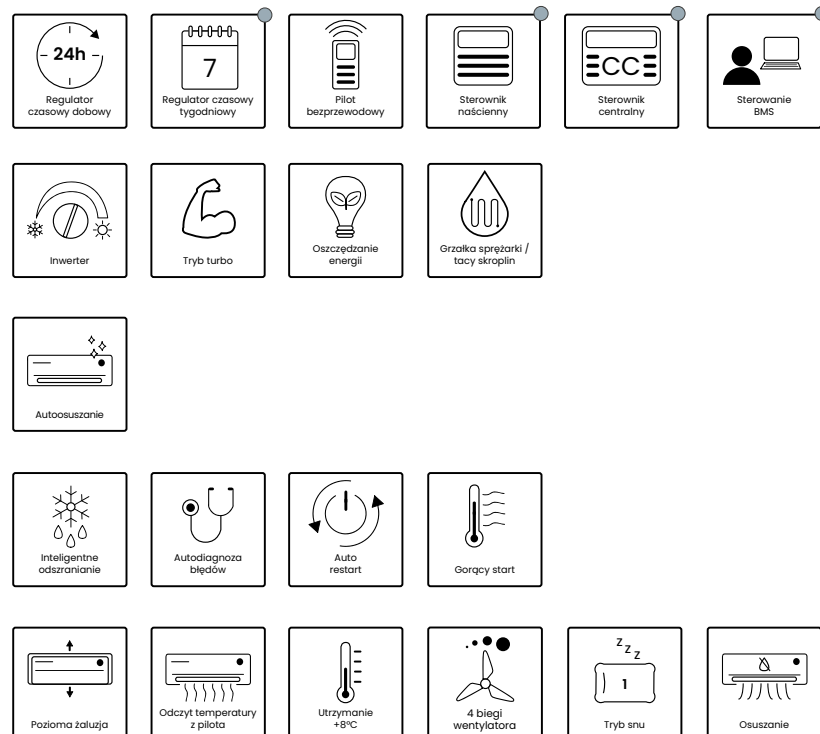 24h
Regulator
czasowy dobowy
7
Regulator czasowy
tygodniowy
Pilot
bezprzewodowy
Sterownik
naścienny
CC
Sterownik
centralny
Sterowanie
BMS
Inwerter
Tryb turbo
Oszczędzanie
energii
Grzałka sprężarki /
tacy skroplin
Autoosuszanie
Inteligentne
odszranianie
Autodiagnoza
błędów
Auto
restart
Gorący start
Pozioma żaluzja
Odczyt temperatury
z pilota
Utrzymanie
+8°C
4 biegi
wentylatora
z z z
1
Tryb snu
Osuszanie